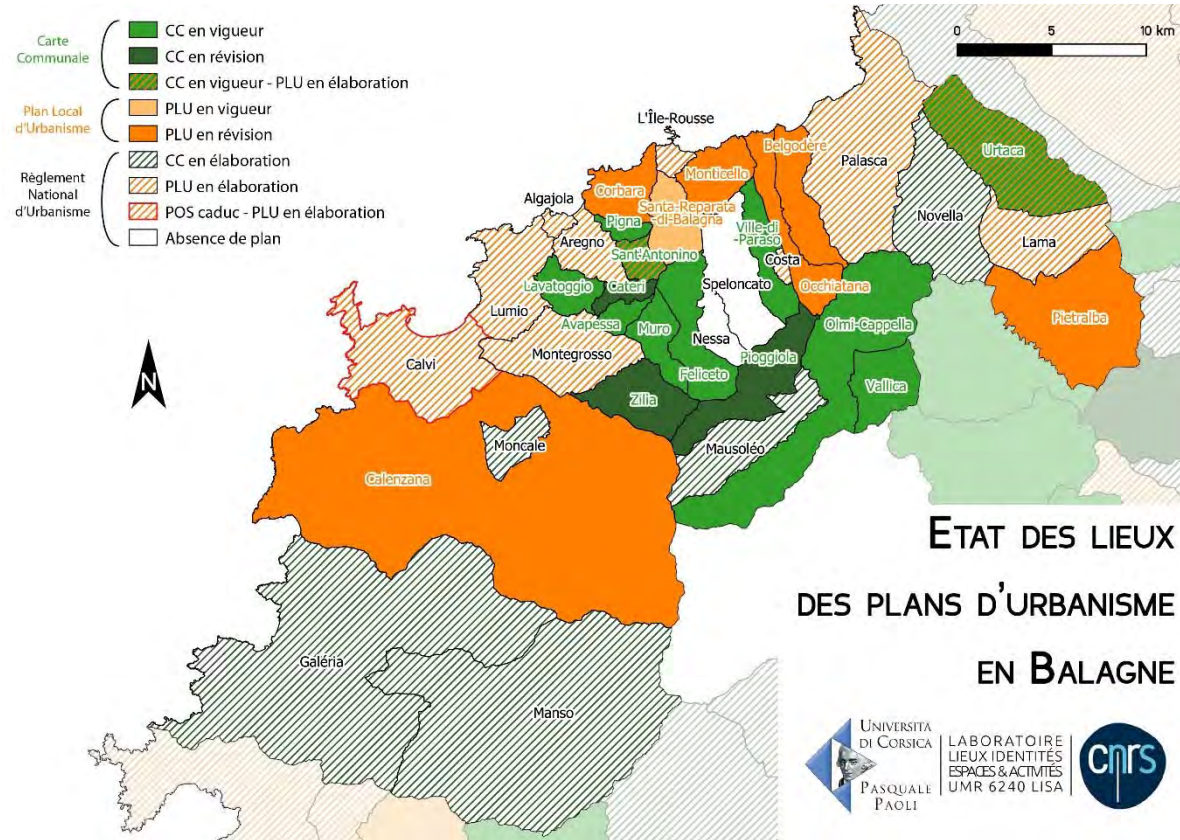 Carte
Communale
CC en vigueur
CC en révision
CC en vigueur - PLU en élaboration
Plan Local
d'Urbanisme
PLU en vigueur
PLU en révision
Règlement
National
d'Urbanisme
CC en élaboration
PLU en élaboration
POS caduc - PLU en élaboration
Absence de plan
0 5 10 km
N
L'Île-Rousse
Belgodère
Monticello
Palasca
Urtaca
Corbara
Algajola
Santa-Reparata
-di-Balagna
Pigna
Novella
Ville-di
-Paraso
Aregno
Sant'Antonino
Lama
Costa
Speloncato
Lavatoggio
Cateri
Occhiatana
Lumio
Avapessa
Muro
Nessa
Olmi-Cappella
Pietralba
Montegrosso
Pioggiola
Calvi
Feliceto
Vallica
Zilia
Moncale
Mausoléo
Calenzana
Galéria
Manso
ETAT DES LIEUX
DES PLANS D'URBANISME
EN BALAGNE
UNIVERSITA
DI CORSICA
PASQUALE
PAOLI
LABORATOIRE
LIEUX IDENTITÉS
ESPACES & ACTIVITÉS
UMR 6240 LISA
cnrs